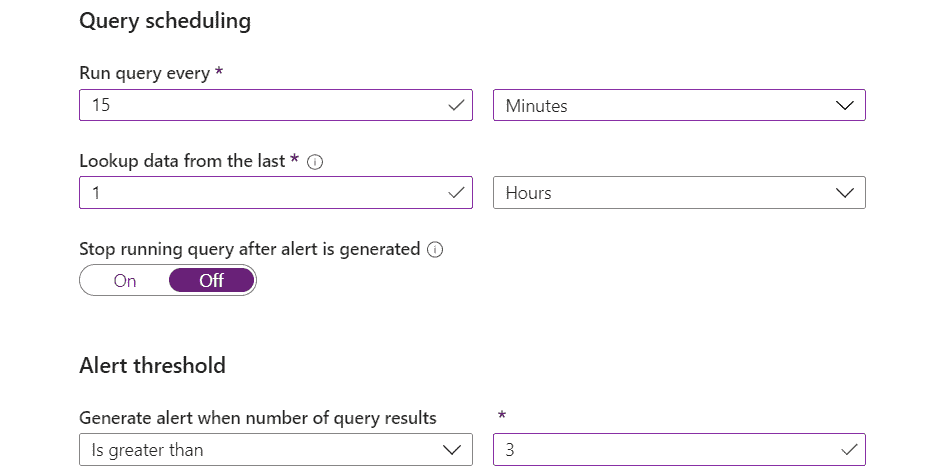 Query scheduling
Run query every *
15 Minutes
Lookup data from the last *
1 Hours
Stop running query after alert is generated
On Off
Alert threshold
Generate alert when number of query results *
Is greater than 3